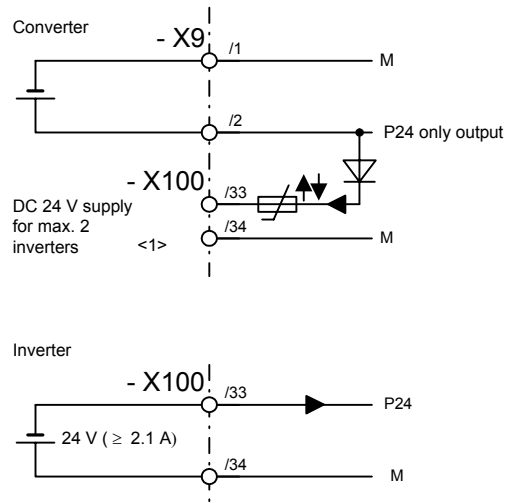 Converter
- X9
/1
M
/2
P24 only output
- X100
/33
DC 24 V supply
for max. 2
inverters <1>
/34
M
Inverter
- X100
/33
P24
24 V ( ≥ 2.1 A)
/34
M